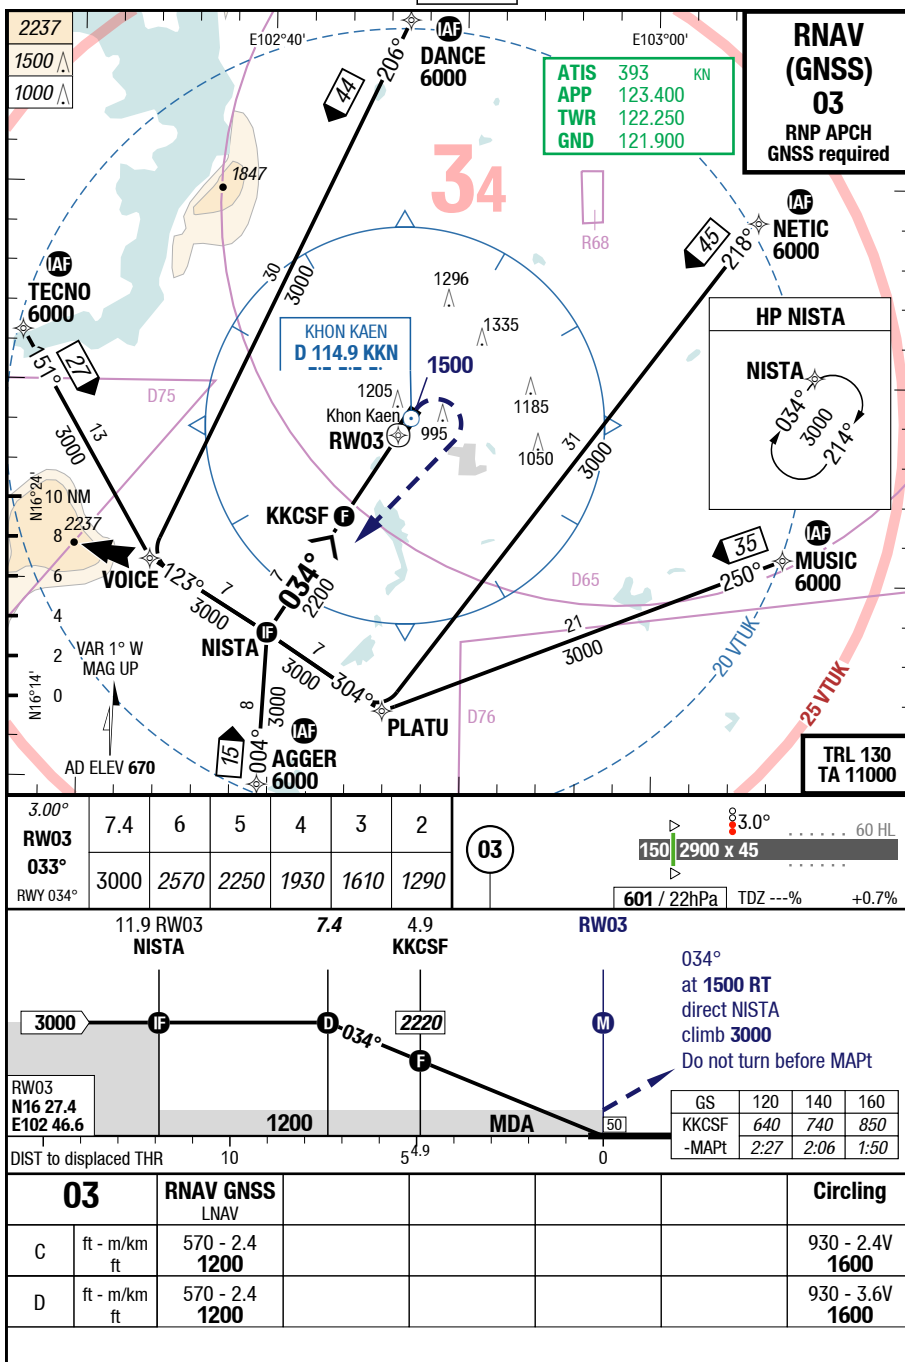 2237
1500
1000
E102°40'
206°
IAF
DANCE
6000
44
ATIS 393 KN
APP 123.400
TWR 122.250
GND 121.900
E103°00'
RNAV
(GNSS)
03
RNP APCH
GNSS required
34
1847
R68
45
218°
IAF
NETIC
6000
IAF
TECNO
6000
151°
27
13
3000
30
3000
1296
1335
KHON KAEN
D 114.9 KKN
1500
1205
Khon Kaen
RW03
995
1185
1050
D75
HP NISTA
NISTA
034°
3000
214°
31
3000
N16°24'
10 NM
8
6
4
2
0
N16°14'
2237
VOICE
123°
7
3000
KKCSF F
034°
7
2200
NISTA IF
7
3000
304°
PLATU
35
250°
IAF
MUSIC
6000
D65
21
3000
D76
20 VTUK
25 VTUK
VAR 1° W
MAG UP
AD ELEV 670
8
3000
15
004°
IAF
AGGER
6000
TRL 130
TA 11000
3.00°
RW03
033°
RWY 034°
7.4 6 5 4 3 2
3000 2570 2250 1930 1610 1290
03
3.0°
60 HL
150 2900 x 45
601 / 22hPa TDZ ---% +0.7%
11.9 RW03
NISTA
7.4
4.9
KKCSF
RW03
3000
IF
D
034°
2220
F
M
034°
at 1500 RT
direct NISTA
climb 3000
Do not turn before MAPt
RW03
N16 27.4
E102 46.6
1200
MDA
50
DIST to displaced THR
10
5
4.9
0
GS 120 140 160
KKCSF 640 740 850
-MAPt 2:27 2:06 1:50
03
RNAV GNSS
LNAV
Circling
C ft - m/km 570 - 2.4 930 - 2.4V
ft 1200 1600
D ft - m/km 570 - 2.4 930 - 3.6V
ft 1200 1600